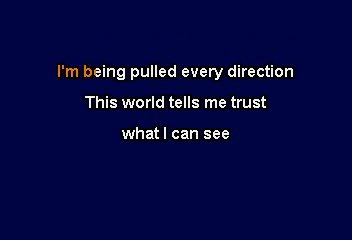 I'm being pulled every direction
This world tells me trust
what I can see